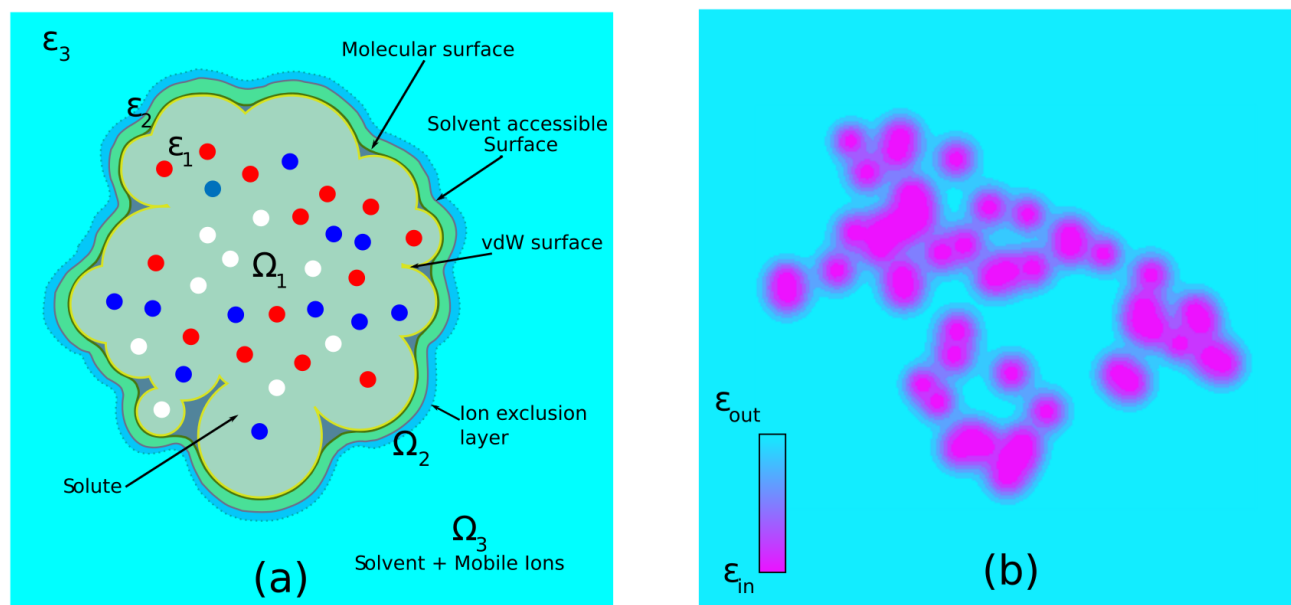 ε3
Molecular surface
ε2
Solvent accessible
Surface
ε1
vdW surface
Ω1
Ion exclusion
layer
Ω2
Solute
Ω3
Solvent + Mobile Ions
(a)
εout
εin
(b)